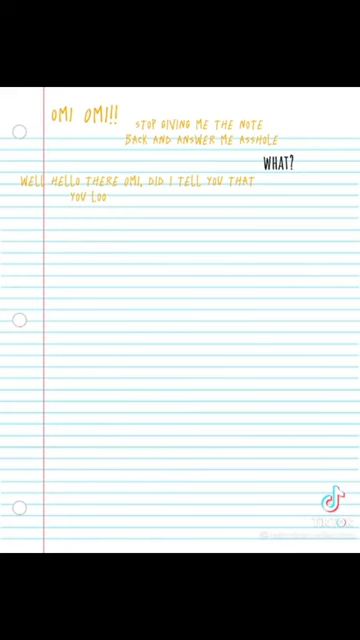 OMI OMI!!
STOP GIVING ME THE NOTE
BACK AND ANSWER ME ASSHOLE
WHAT?
WELL HELLO THERE OMI, DID I TELL YOU THAT
YOU LOO
TikTok